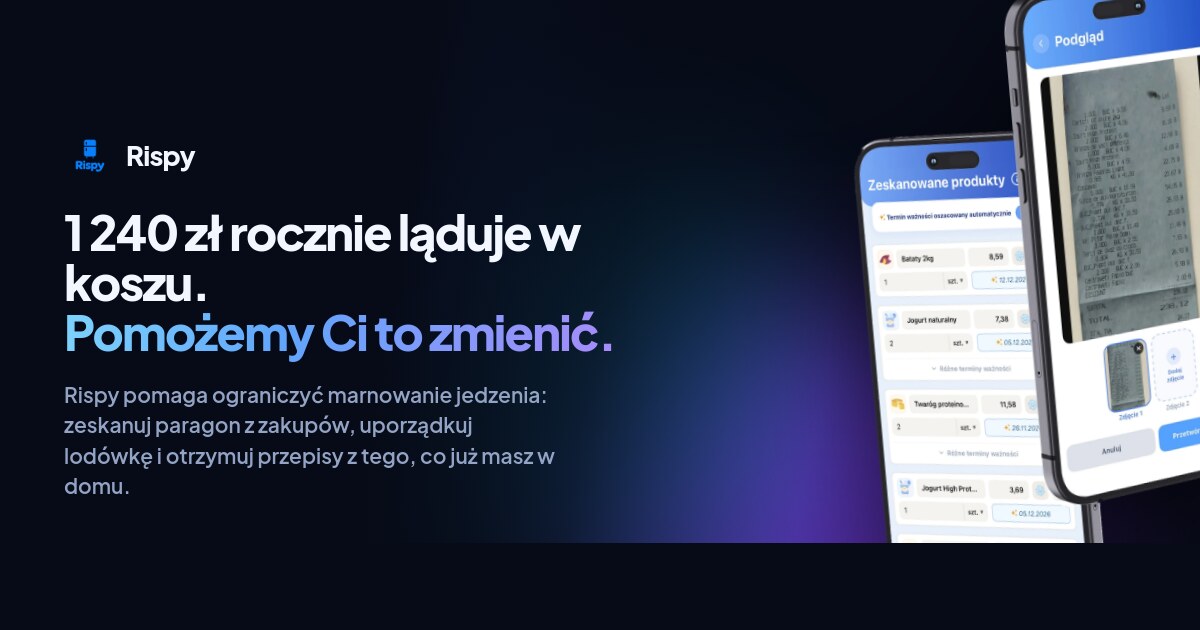 Rispy
Rispy
1 240 zł rocznie ląduje w
koszu.
Pomożemy Ci to zmienić.
Rispy pomaga ograniczyć marnowanie jedzenia:
zeskanuj paragon z zakupów, uporządkuj
lodówkę i otrzymuj przepisy z tego, co już masz w
domu.
Zeskanowane produkty
Termin ważności oszacowany automatycznie
Bataty 2kg
8,59
1
szt.
12.12.202
Jogurt naturalny
7,38
2
szt.
05.12.202
Różne terminy ważności
Twaróg proteino...
11,58
2
szt.
28.11.202
Różne terminy ważności
Jogurt High Prot...
3,69
1
szt.
05.12.2026
Podgląd
Dodaj
zdjęcie
Zdjęcie 1
Zdjęcie 2
Anuluj